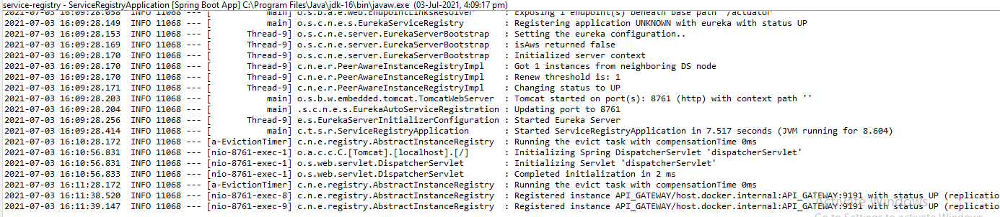 service-registry - ServiceRegistryApplication [Spring Boot App] C:\Program Files\Java\jdk-16\bin\javaw.exe (03-Jul-2021, 4:09:17 pm)
2021-07-03 16:09:28.058 INFO 11068 --- [ main] o.s.b.a.e.web.EndpointLinksResolver : Exposing 1 endpoint(s) beneath base path '/actuator'
2021-07-03 16:09:28.149 INFO 11068 --- [ main] o.s.c.n.e.s.EurekaServiceRegistry : Registering application UNKNOWN with eureka with status UP
2021-07-03 16:09:28.153 INFO 11068 --- [ Thread-9] o.s.c.n.e.server.EurekaServerBootstrap : Setting the eureka configuration..
2021-07-03 16:09:28.169 INFO 11068 --- [ Thread-9] o.s.c.n.e.server.EurekaServerBootstrap : isAws returned false
2021-07-03 16:09:28.170 INFO 11068 --- [ Thread-9] o.s.c.n.e.server.EurekaServerBootstrap : Initialized server context
2021-07-03 16:09:28.170 INFO 11068 --- [ Thread-9] c.n.e.r.PeerAwareInstanceRegistryImpl : Got 1 instances from neighboring DS node
2021-07-03 16:09:28.170 INFO 11068 --- [ Thread-9] c.n.e.r.PeerAwareInstanceRegistryImpl : Renew threshold is: 1
2021-07-03 16:09:28.171 INFO 11068 --- [ Thread-9] c.n.e.r.PeerAwareInstanceRegistryImpl : Changing status to UP
2021-07-03 16:09:28.203 INFO 11068 --- [ main] o.s.b.w.embedded.tomcat.TomcatWebServer : Tomcat started on port(s): 8761 (http) with context path ''
2021-07-03 16:09:28.204 INFO 11068 --- [ main] .s.c.n.e.s.EurekaAutoServiceRegistration : Updating port to 8761
2021-07-03 16:09:28.256 INFO 11068 --- [ Thread-9] e.s.EurekaServerInitializerConfiguration : Started Eureka Server
2021-07-03 16:09:28.414 INFO 11068 --- [ main] c.t.s.r.ServiceRegistryApplication : Started ServiceRegistryApplication in 7.517 seconds (JVM running for 8.604)
2021-07-03 16:10:28.172 INFO 11068 --- [a-EvictionTimer] c.n.e.registry.AbstractInstanceRegistry : Running the evict task with compensationTime 0ms
2021-07-03 16:10:56.831 INFO 11068 --- [nio-8761-exec-1] o.a.c.c.C.[Tomcat].[localhost].[/] : Initializing Spring DispatcherServlet 'dispatcherServlet'
2021-07-03 16:10:56.831 INFO 11068 --- [nio-8761-exec-1] o.s.web.servlet.DispatcherServlet : Initializing Servlet 'dispatcherServlet'
2021-07-03 16:10:56.833 INFO 11068 --- [nio-8761-exec-1] o.s.web.servlet.DispatcherServlet : Completed initialization in 2 ms
2021-07-03 16:11:28.172 INFO 11068 --- [a-EvictionTimer] c.n.e.registry.AbstractInstanceRegistry : Running the evict task with compensationTime 0ms
2021-07-03 16:11:38.520 INFO 11068 --- [nio-8761-exec-8] c.n.e.registry.AbstractInstanceRegistry : Registered instance API_GATEWAY/host.docker.internal:API_GATEWAY:9191 with status UP (replicatio
2021-07-03 16:11:39.147 INFO 11068 --- [nio-8761-exec-9] c.n.e.registry.AbstractInstanceRegistry : Registered instance API_GATEWAY/host.docker.internal:API_GATEWAY:9191 with status UP (replicatio
Activate Windows
Go to Settings to activate Windows